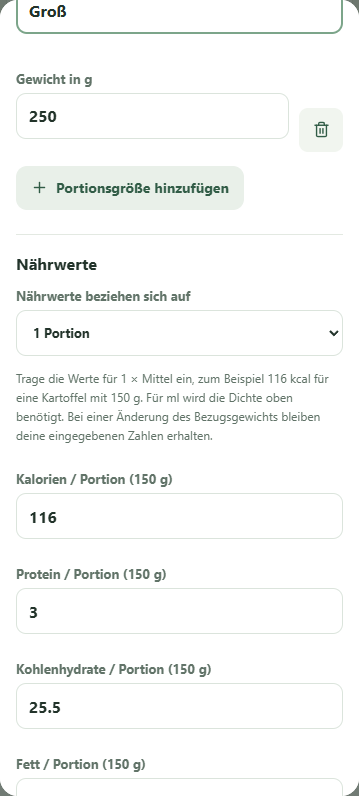 Groß
Gewicht in g
250
+ Portionsgröße hinzufügen
Nährwerte
Nährwerte beziehen sich auf
1 Portion
Trage die Werte für 1 × Mittel ein, zum Beispiel 116 kcal für
eine Kartoffel mit 150 g. Für ml wird die Dichte oben
benötigt. Bei einer Änderung des Bezugsgewichts bleiben
deine eingegebenen Zahlen erhalten.
Kalorien / Portion (150 g)
116
Protein / Portion (150 g)
3
Kohlenhydrate / Portion (150 g)
25.5
Fett / Portion (150 g)